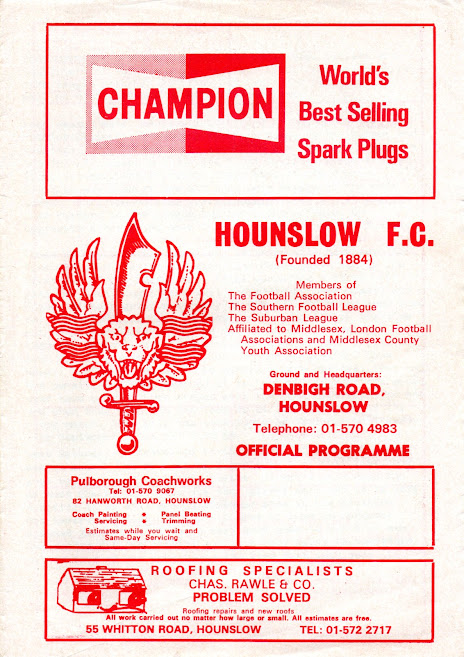 CHAMPION
World's
Best Selling
Spark Plugs
HOUNSLOW F.C.
(Founded 1884)
Members of
The Football Association
The Southern Football League
The Suburban League
Affiliated to Middlesex, London Football
Associations and Middlesex County
Youth Association
Ground and Headquarters:
DENBIGH ROAD,
HOUNSLOW
Telephone: 01-570 4983
OFFICIAL PROGRAMME
Pulborough Coachworks
Tel: 01-570 9067
82 HANWORTH ROAD, HOUNSLOW
Coach Painting • Panel Beating
Servicing • Trimming
Estimates while you wait and
Same-Day Servicing
ROOFING SPECIALISTS
CHAS. RAWLE & CO.
PROBLEM SOLVED
Roofing repairs and new roofs
All work carried out no matter how large or small. All estimates are free.
55 WHITTON ROAD, HOUNSLOW TEL: 01-572 2717